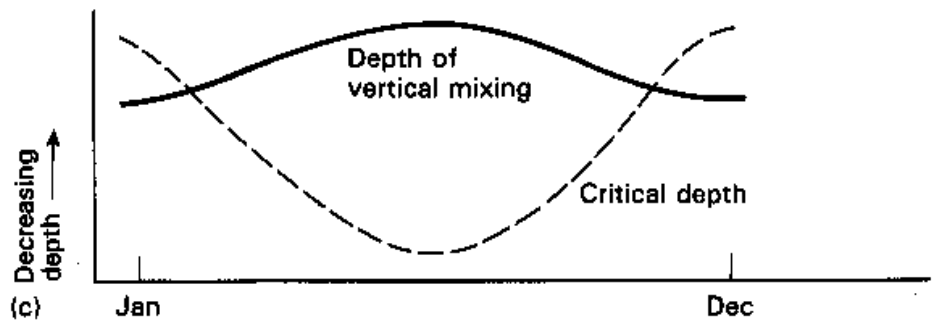 Depth of
vertical mixing
Critical depth
Decreasing
depth
(c)
Jan
Dec